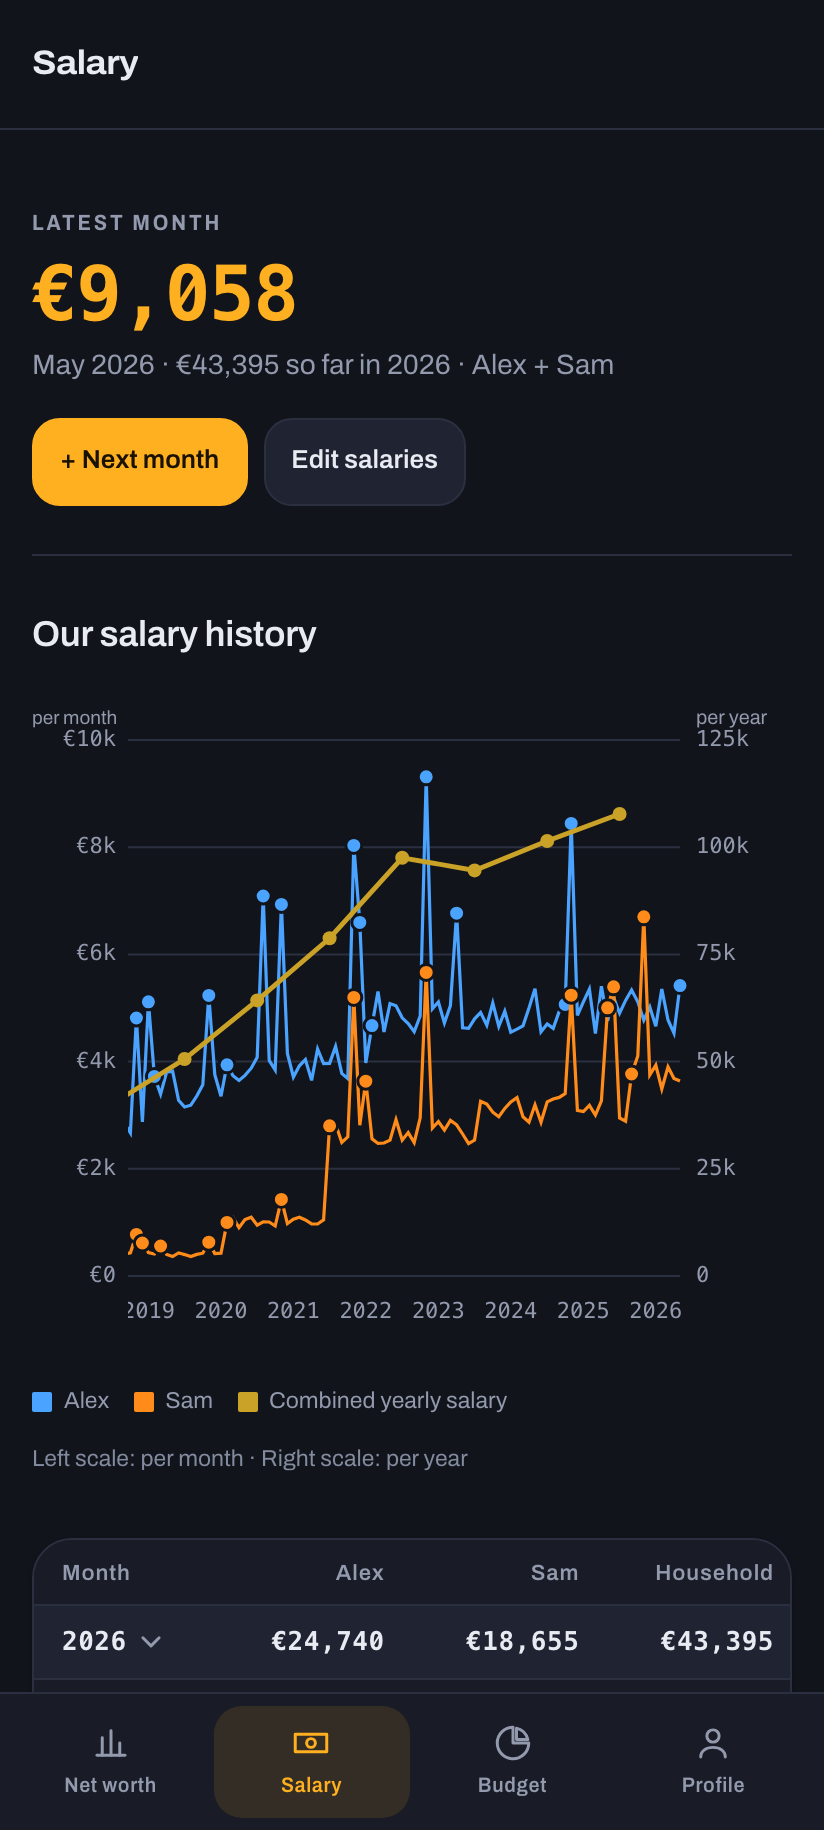 Salary
LATEST MONTH
€9,058
May 2026 · €43,395 so far in 2026 · Alex + Sam
+ Next month
Edit salaries
Our salary history
per month
per year
€10k
125k
€8k
100k
€6k
75k
€4k
50k
€2k
25k
€0
0
2019 2020 2021 2022 2023 2024 2025 2026
Alex Sam Combined yearly salary
Left scale: per month · Right scale: per year
Month Alex Sam Household
2026 €24,740 €18,655 €43,395
Net worth Salary Budget Profile